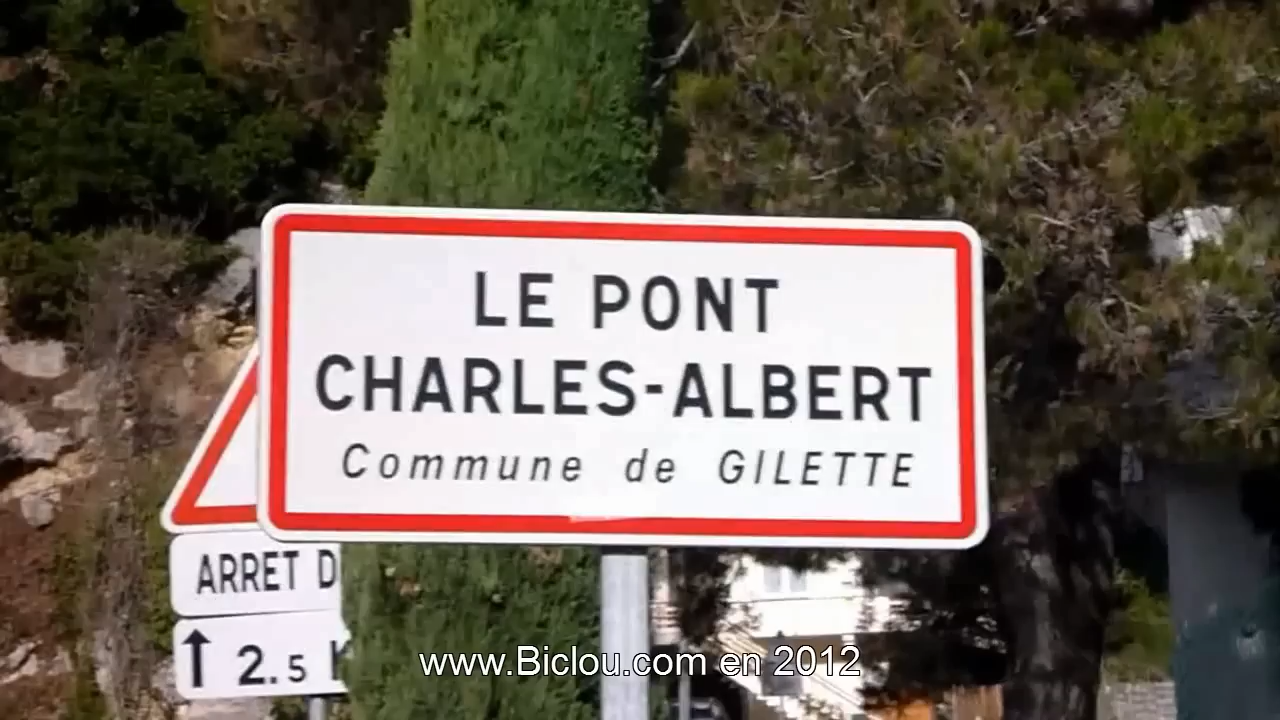 LE PONT
CHARLES-ALBERT
Commune de GILETTE
ARRET D
↑ 2.5
www.Biclou.com en 2012